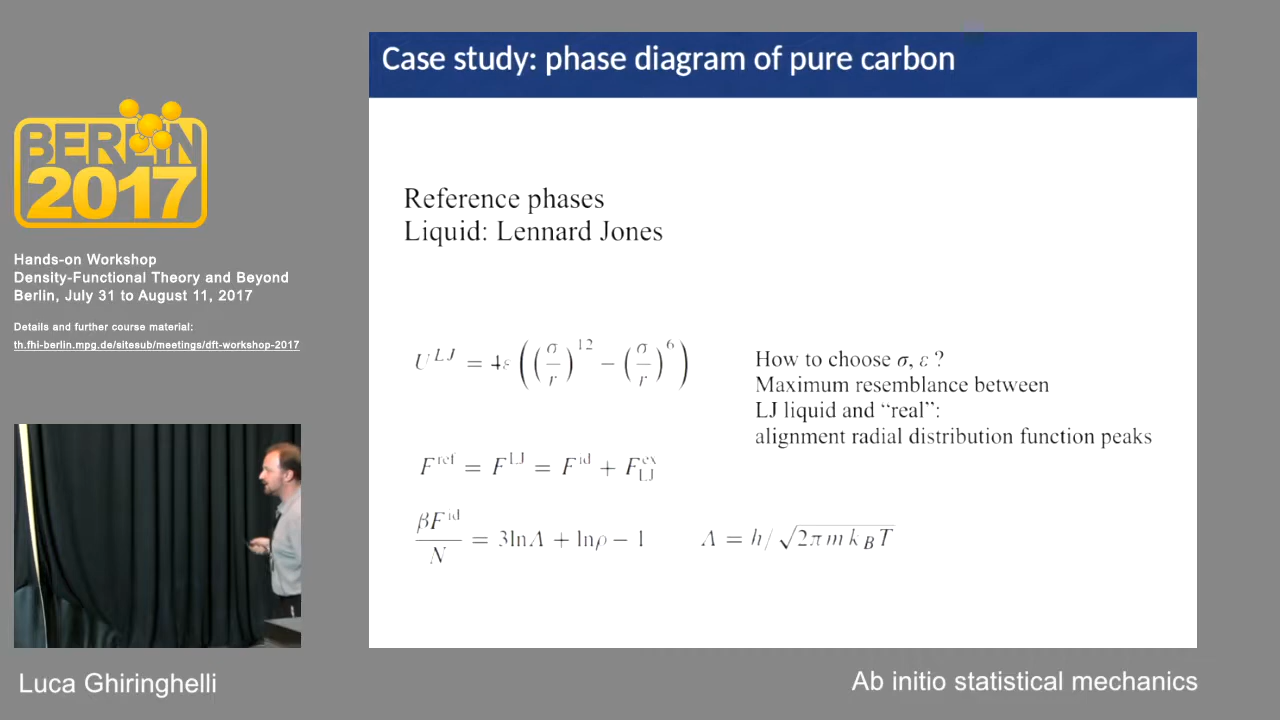 Case study: phase diagram of pure carbon
BERLIN
2017
Hands-on Workshop
Density-Functional Theory and Beyond
Berlin, July 31 to August 11, 2017
Details and further course material:
th.fhi-berlin.mpg.de/sitesub/meetings/dft-workshop-2017
Reference phases
Liquid: Lennard Jones
U^{LJ} = 4ε((σ/r)^{12} − (σ/r)^{6})
How to choose σ, ε ?
Maximum resemblance between
LJ liquid and “real”:
alignment radial distribution function peaks
F^{ref} = F^{LJ} = F^{id} + F^{ex}_{LJ}
βF^{id}/N = 3lnΛ + lnρ − 1
Λ = h/√(2πmk_BT)
Luca Ghiringhelli
Ab initio statistical mechanics